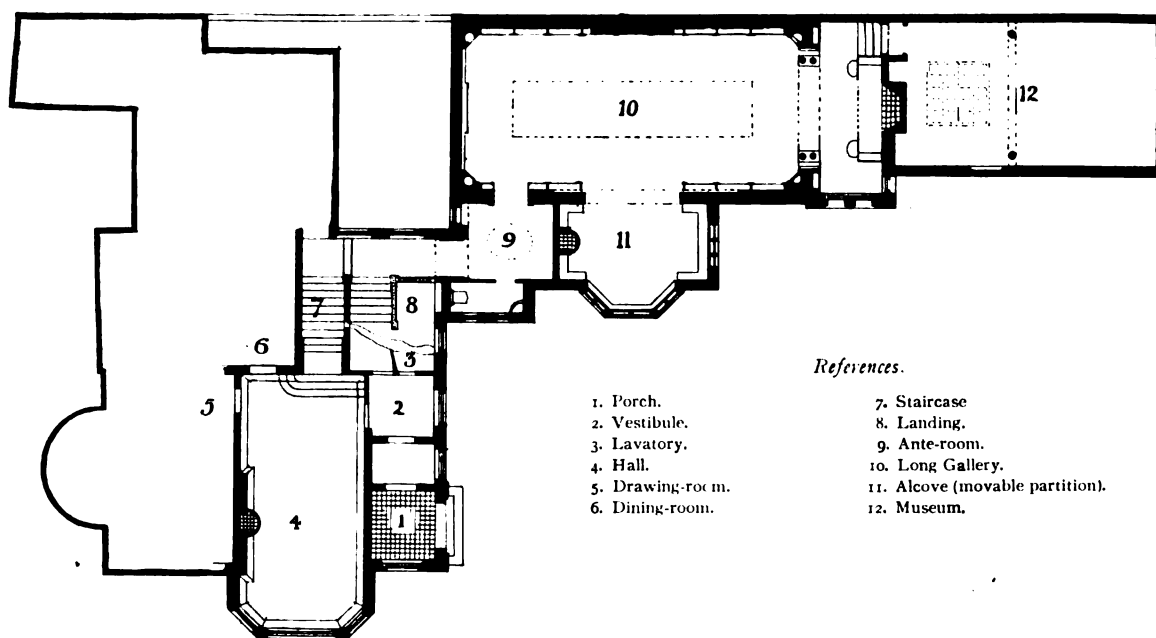 10
12
9
11
7
8
6
3
5
2
4
1
References.
1. Porch.
2. Vestibule.
3. Lavatory.
4. Hall.
5. Drawing-room.
6. Dining-room.
7. Staircase
8. Landing.
9. Ante-room.
10. Long Gallery.
11. Alcove (movable partition).
12. Museum.